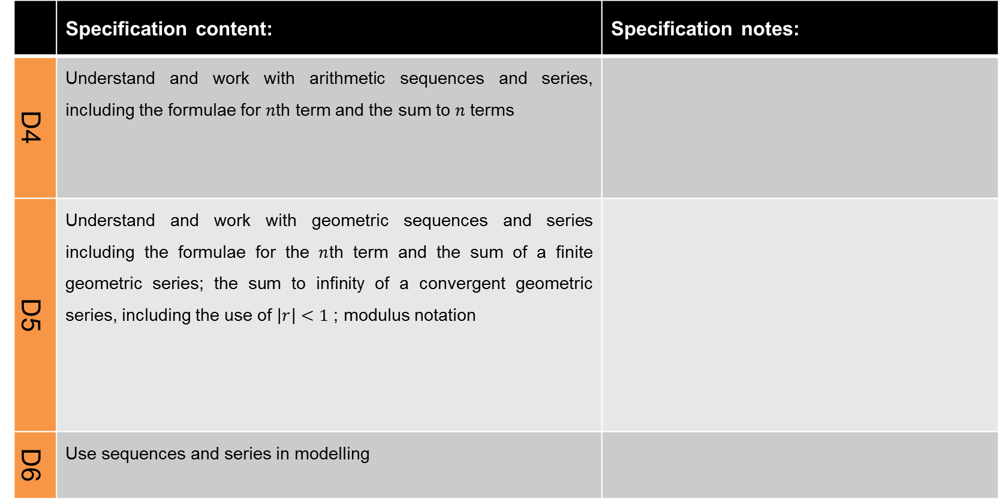 Specification content:
Specification notes:
D4
Understand and work with arithmetic sequences and series,
including the formulae for 𝑛th term and the sum to 𝑛 terms
D5
Understand and work with geometric sequences and series
including the formulae for the 𝑛th term and the sum of a finite
geometric series; the sum to infinity of a convergent geometric
series, including the use of |𝑟| < 1 ; modulus notation
D6
Use sequences and series in modelling